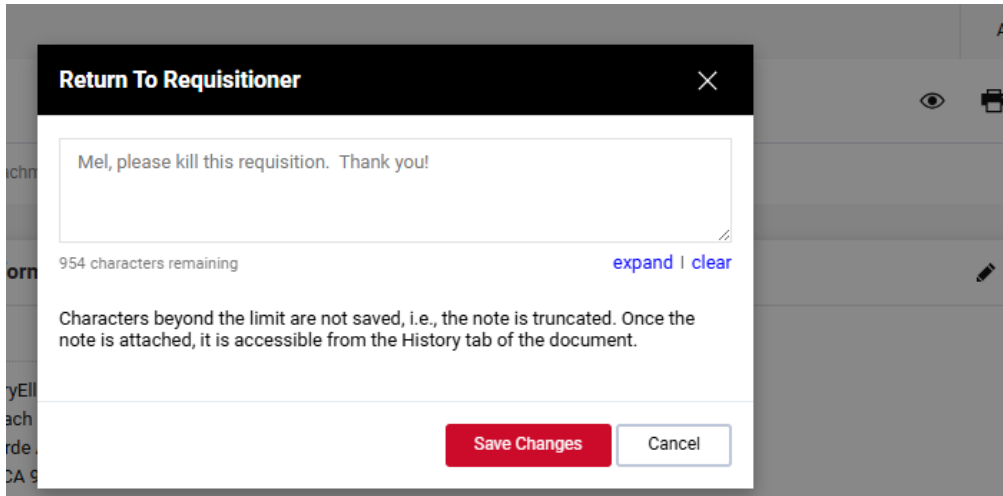 Return To Requisitioner
Mel, please kill this requisition.  Thank you!
954 characters remaining
expand | clear
Characters beyond the limit are not saved, i.e., the note is truncated. Once the
note is attached, it is accessible from the History tab of the document.
Save Changes
Cancel